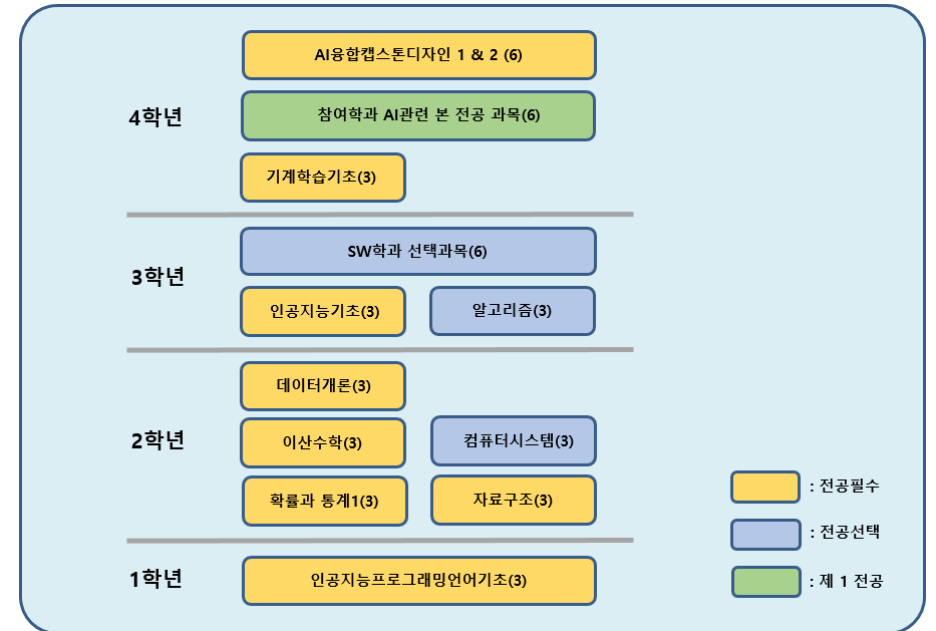 AI융합캡스톤디자인 1 & 2 (6)
4학년
참여학과 AI관련 본 전공 과목(6)
기계학습기초(3)
SW학과 선택과목(6)
3학년
인공지능기초(3)
알고리즘(3)
데이터개론(3)
2학년
이산수학(3)
컴퓨터시스템(3)
확률과 통계1(3)
자료구조(3)
1학년
인공지능프로그래밍언어기초(3)
: 전공필수
: 전공선택
: 제 1 전공